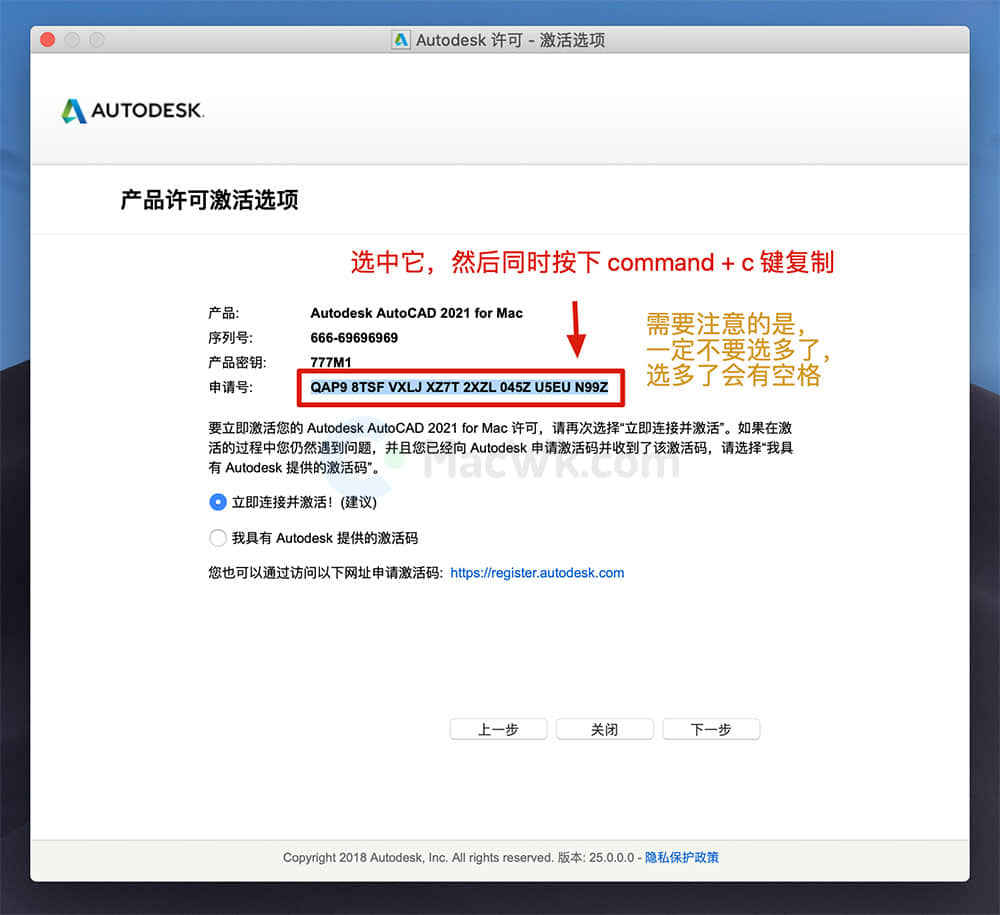 Autodesk 许可 - 激活选项
AUTODESK.
产品许可激活选项
选中它，然后同时按下 command + c 键复制
需要注意的是，
一定不要选多了，
选多了会有空格
产品: Autodesk AutoCAD 2021 for Mac
序列号: 666-69696969
产品密钥: 777M1
申请号: QAP9 8TSF VXLJ XZ7T 2XZL 045Z U5EU N99Z
要立即激活您的 Autodesk AutoCAD 2021 for Mac 许可，请再次选择“立即连接并激活”。如果在激
活的过程中您仍然遇到问题，并且您已经向 Autodesk 申请激活码并收到了该激活码，请选择“我具
有 Autodesk 提供的激活码”。
MacWk.com
立即连接并激活！(建议)
我具有 Autodesk 提供的激活码
您也可以通过访问以下网址申请激活码: https://register.autodesk.com
上一步 关闭 下一步
Copyright 2018 Autodesk, Inc. All rights reserved. 版本: 25.0.0.0 - 隐私保护政策